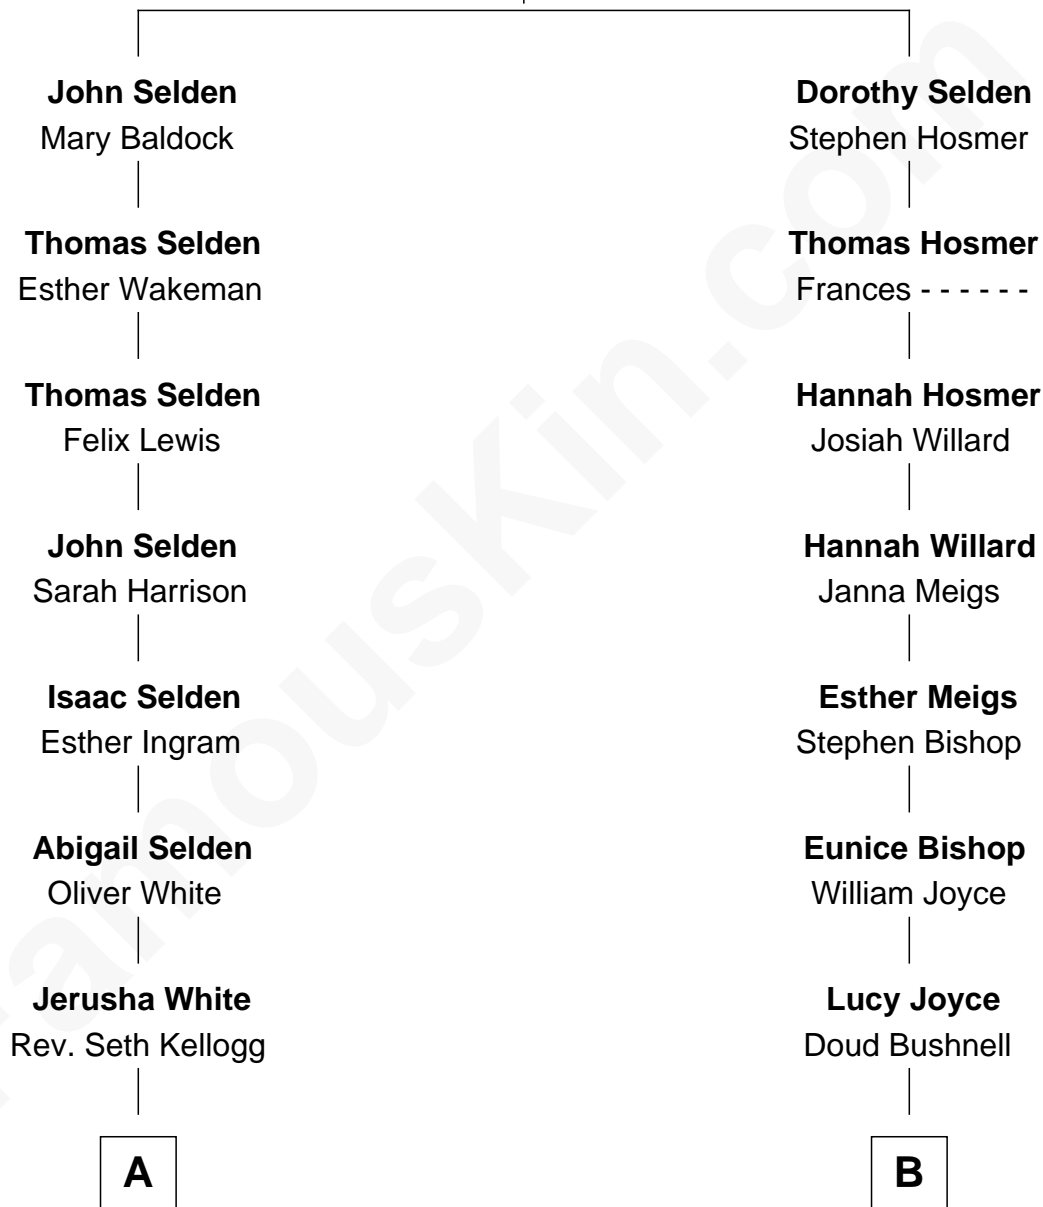 John Selden
Mary Baldock
Thomas Selden
Esther Wakeman
Thomas Selden
Felix Lewis
John Selden
Sarah Harrison
Isaac Selden
Esther Ingram
Abigail Selden
Oliver White
Jerusha White
Rev. Seth Kellogg
A
Dorothy Selden
Stephen Hosmer
Thomas Hosmer
Frances - - - - - -
Hannah Hosmer
Josiah Willard
Hannah Willard
Janna Meigs
Esther Meigs
Stephen Bishop
Eunice Bishop
William Joyce
Lucy Joyce
Doud Bushnell
B
FamousKin.com